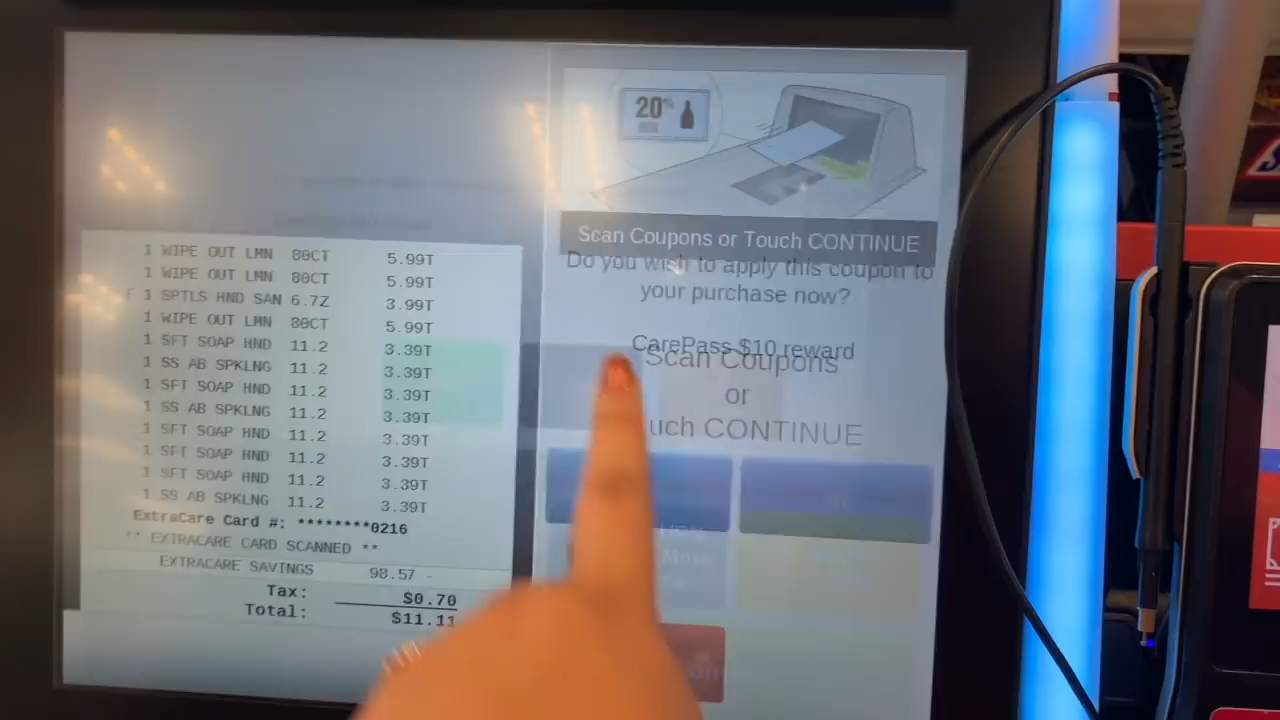 1 WIPE OUT LMN 80CT 5.99T
1 WIPE OUT LMN 80CT 5.99T
F 1 SPTLS HND SAN 6.7Z 3.99T
1 WIPE OUT LMN 80CT 5.99T
1 SFT SOAP HND 11.2 3.39T
1 SS AB SPKLNG 11.2 3.39T
1 SFT SOAP HND 11.2 3.39T
1 SS AB SPKLNG 11.2 3.39T
1 SFT SOAP HND 11.2 3.39T
1 SFT SOAP HND 11.2 3.39T
1 SFT SOAP HND 11.2 3.39T
1 SS AB SPKLNG 11.2 3.39T
ExtraCare Card #: ********0216
** EXTRACARE CARD SCANNED **
EXTRACARE SAVINGS 98.57 -
Tax: $0.70
Total: $11.11
20%
Scan Coupons or Touch CONTINUE
Do you wish to apply this coupon to
your purchase now?
CarePass $10 reward
Scan Coupons
or
uch CONTINUE